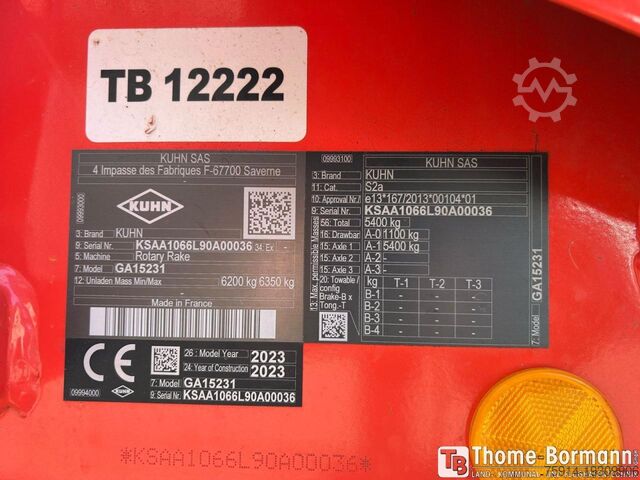 TB 12222
09993000
KUHN SAS
4 Impasse des Fabriques F-67700 Saverne
KUHN
3: Brand KUHN
9: Serial Nr. KSAA1066L90A00036 34: Ex -
5: Machine Rotary Rake
7: Model GA15231
12: Unladen Mass Min/Max 6200 kg 6350 kg
Made in France
09994000
CE
26 : Model Year 2023
24: Year of Construction 2023
KUHN
7: Model GA15231
9: Serial Nr. KSAA1066L90A00036
09993100
KUHN SAS
3: Brand KUHN
11: Cat. S2a
10: Approval nr/ e13*167/2013*00104*01
9: Serial Nr. KSAA1066L90A00036
13: Max. permissible Masses
56: Total 5400 kg
16: Drawbar A-0 1100 kg
15: Axle 1 A-1 5400 kg
15: Axle 2 A-2 -
15: Axle 3 A-3 -
20: Towable / config Brake-B x Tong.-T
kg T-1 T-2 T-3
B-1 - - -
B-2 - - -
B-3 - - -
B-4 - - -
7: Model GA15231
*KSAA1066L90A00036*
TB Thome-Bormann